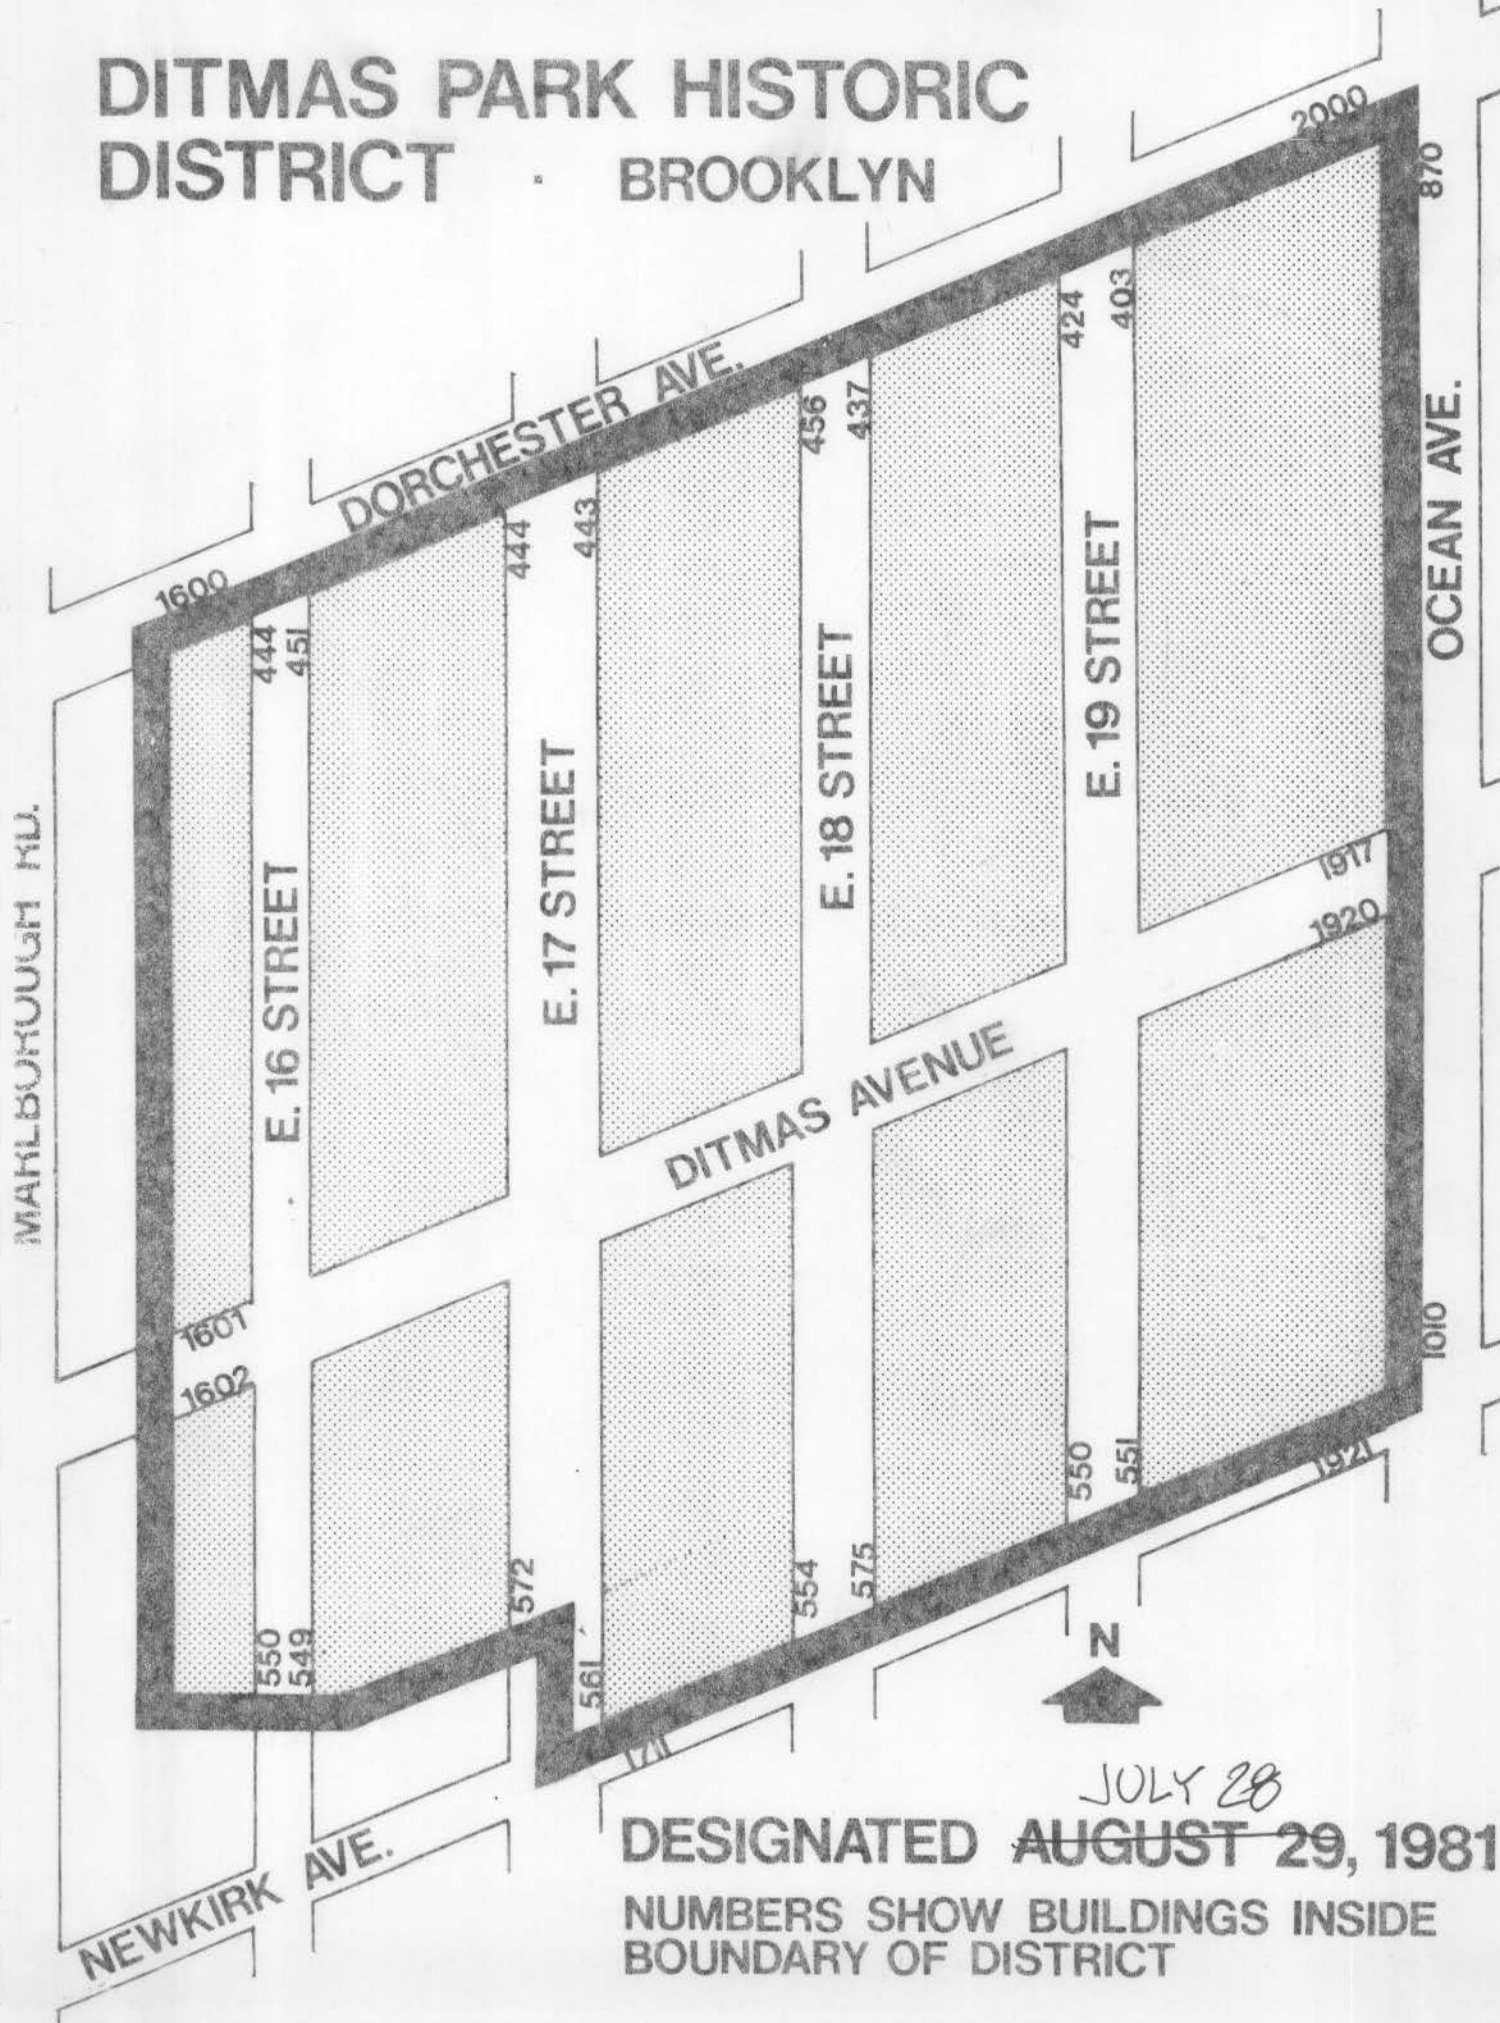 DITMAS PARK HISTORIC
DISTRICT · BROOKLYN
2000
870
424
403
DORCHESTER AVE.
456
437
OCEAN AVE.
444
443
1600
444
451
E. 19 STREET
E. 18 STREET
E. 17 STREET
E. 16 STREET
MARLBOROUGH RD.
1917
1920
DITMAS AVENUE
1601
1602
1010
550
551
1921
572
554
575
550
549
561
1711
N
JULY 28
DESIGNATED AUGUST 29, 1981
NEWKIRK AVE.
NUMBERS SHOW BUILDINGS INSIDE
BOUNDARY OF DISTRICT